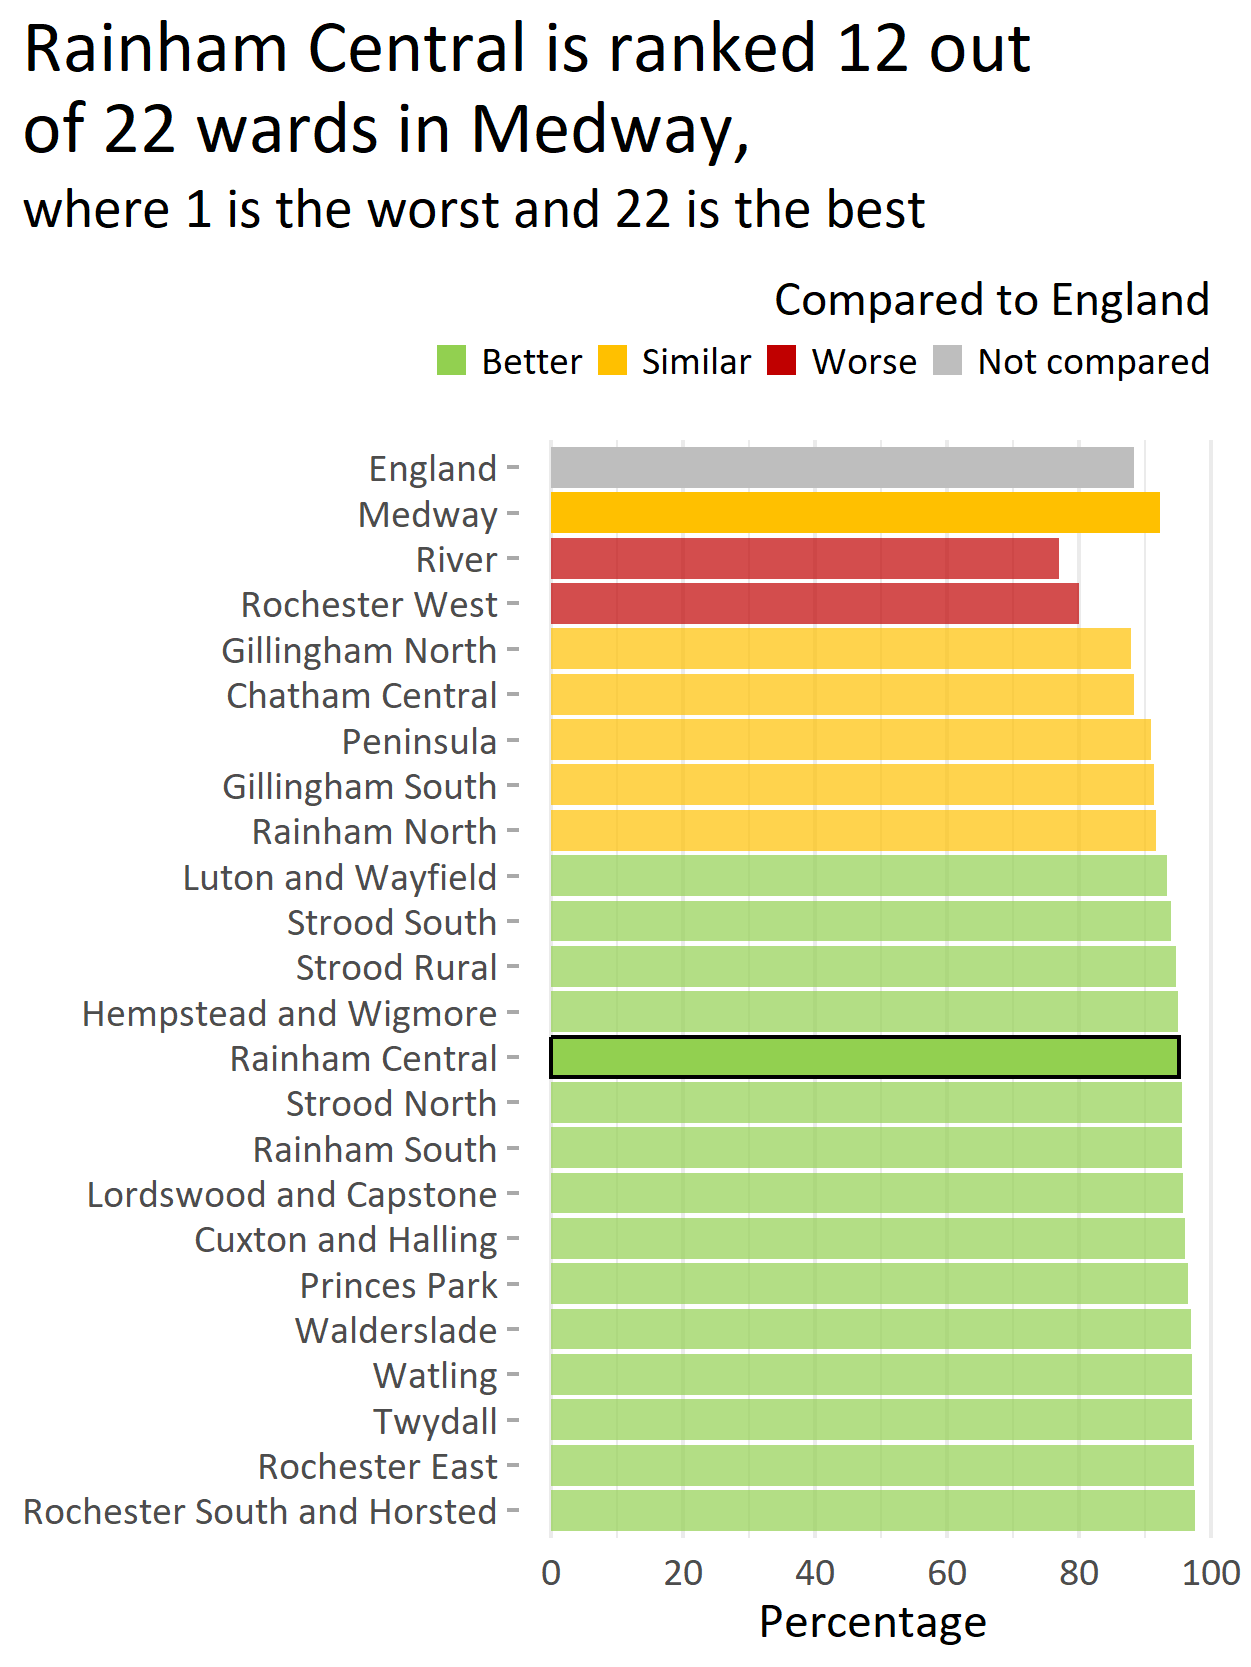 Rainham Central is ranked 12 out
of 22 wards in Medway,
where 1 is the worst and 22 is the best
Compared to England
Better Similar Worse Not compared
England
Medway
River
Rochester West
Gillingham North
Chatham Central
Peninsula
Gillingham South
Rainham North
Luton and Wayfield
Strood South
Strood Rural
Hempstead and Wigmore
Rainham Central
Strood North
Rainham South
Lordswood and Capstone
Cuxton and Halling
Princes Park
Walderslade
Watling
Twydall
Rochester East
Rochester South and Horsted
0 20 40 60 80 100
Percentage